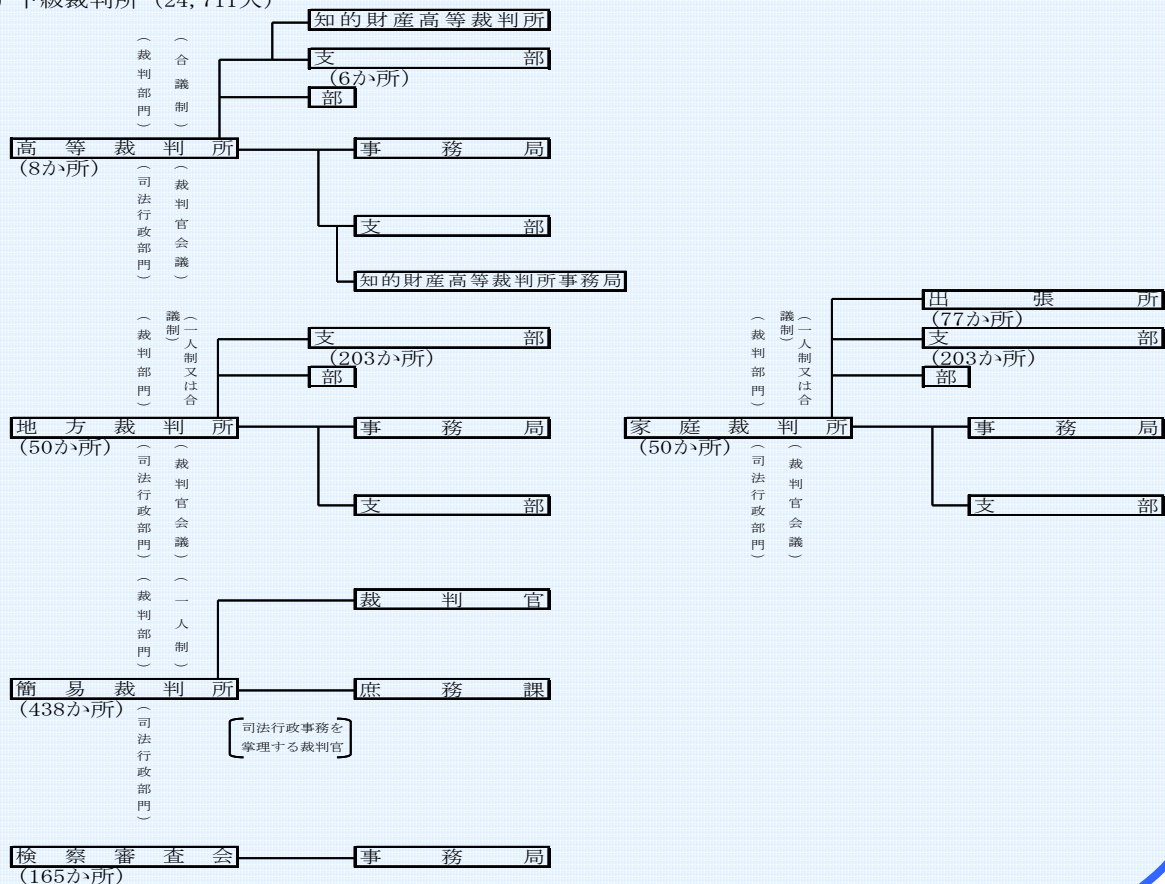 下級裁判所（24,711人）
知的財産高等裁判所
（裁判部門）
（合議制）
支部
（6か所）
部
高等裁判所
（8か所）
事務局
（司法行政部門）
（裁判官会議）
支部
知的財産高等裁判所事務局
（裁判部門）
（一人制又は合議制）
支部
（203か所）
部
地方裁判所
（50か所）
事務局
（司法行政部門）
（裁判官会議）
支部
出張所
（77か所）
（裁判部門）
（一人制又は合議制）
支部
（203か所）
部
家庭裁判所
（50か所）
事務局
（司法行政部門）
（裁判官会議）
支部
（裁判部門）
（一人制）
裁判官
簡易裁判所
（438か所）
庶務課
（司法行政部門）
司法行政事務を
掌理する裁判官
検察審査会
（165か所）
事務局